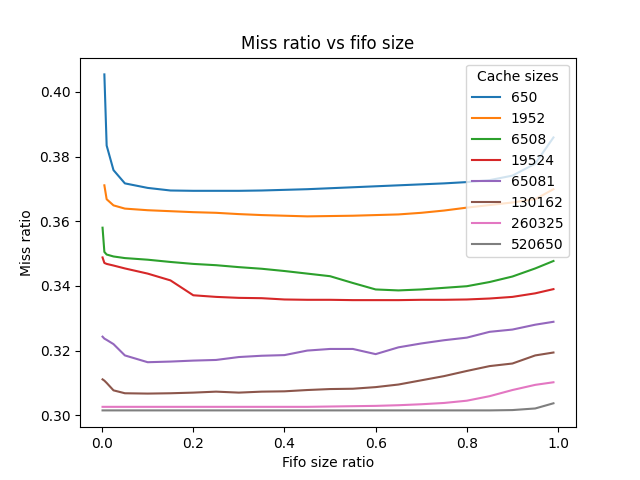 Miss ratio vs fifo size
Cache sizes
650
1952
6508
19524
65081
130162
260325
520650
0.40
0.38
0.36
0.34
0.32
0.30
Miss ratio
0.0 0.2 0.4 0.6 0.8 1.0
Fifo size ratio